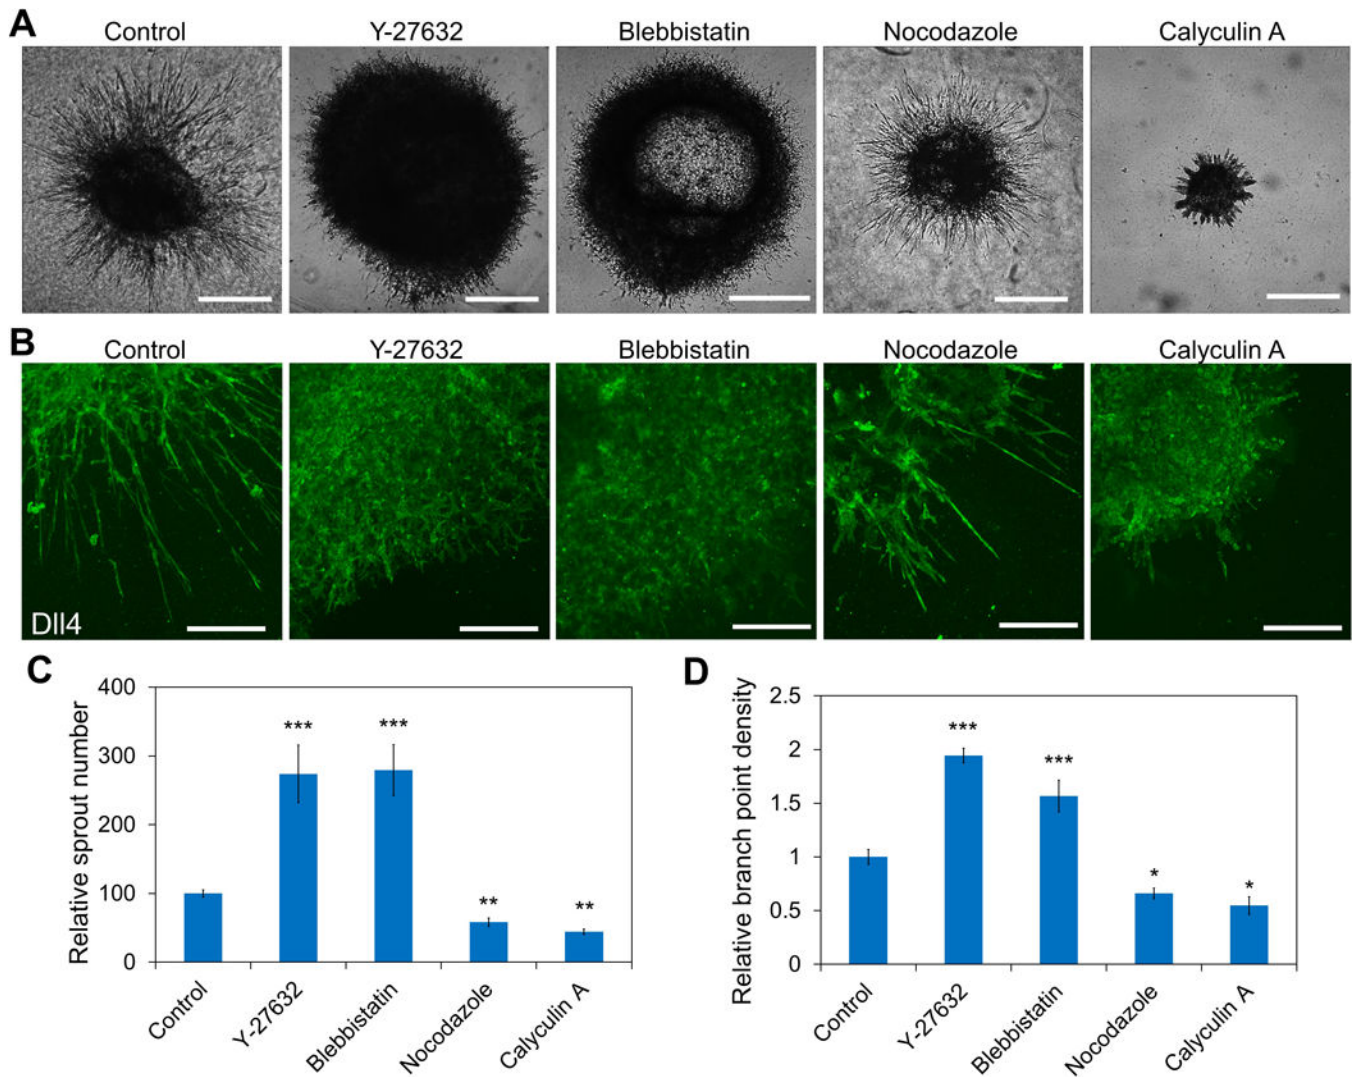 A
Control Y-27632 Blebbistatin Nocodazole Calyculin A
B
Control Y-27632 Blebbistatin Nocodazole Calyculin A
Dll4
C
Relative sprout number
400
300
200
100
0
Control Y-27632 Blebbistatin Nocodazole Calyculin A
*** *** ** **
D
Relative branch point density
2.5
2
1.5
1
0.5
0
Control Y-27632 Blebbistatin Nocodazole Calyculin A
*** *** * *